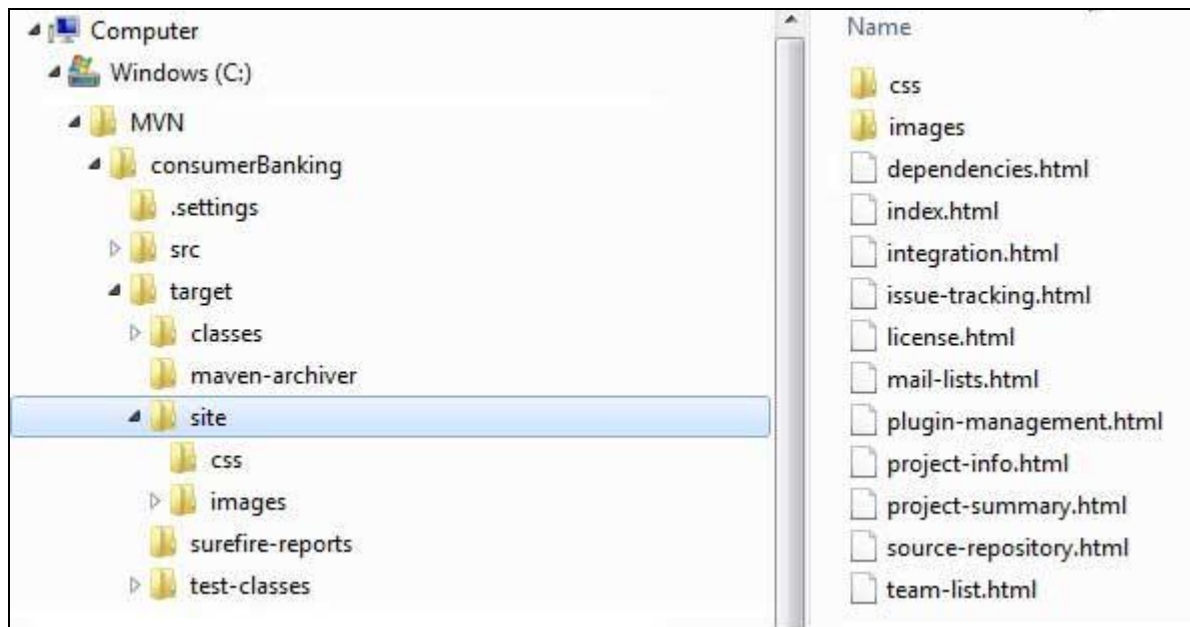 Computer
Windows (C:)
MVN
consumerBanking
.settings
src
target
classes
maven-archiver
site
css
images
surefire-reports
test-classes
Name
css
images
dependencies.html
index.html
integration.html
issue-tracking.html
license.html
mail-lists.html
plugin-management.html
project-info.html
project-summary.html
source-repository.html
team-list.html